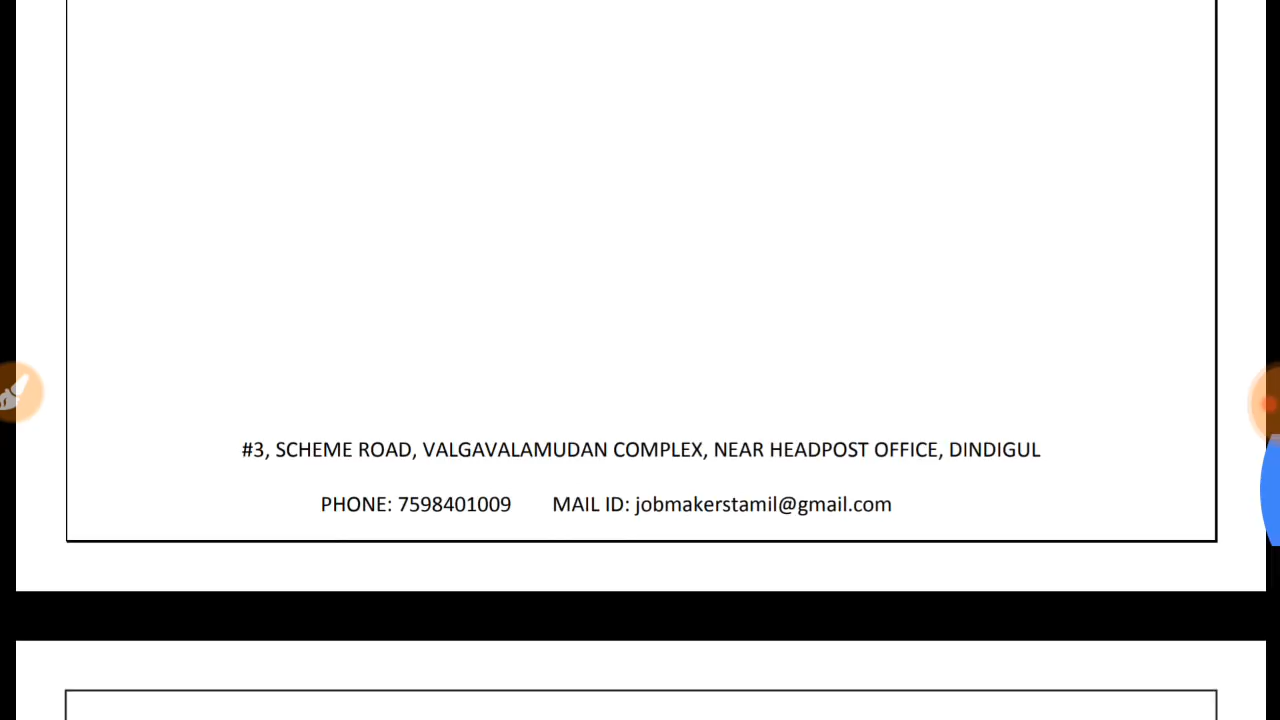 #3, SCHEME ROAD, VALGAVALAMUDAN COMPLEX, NEAR HEADPOST OFFICE, DINDIGUL
PHONE: 7598401009 MAIL ID: jobmakerstamil@gmail.com